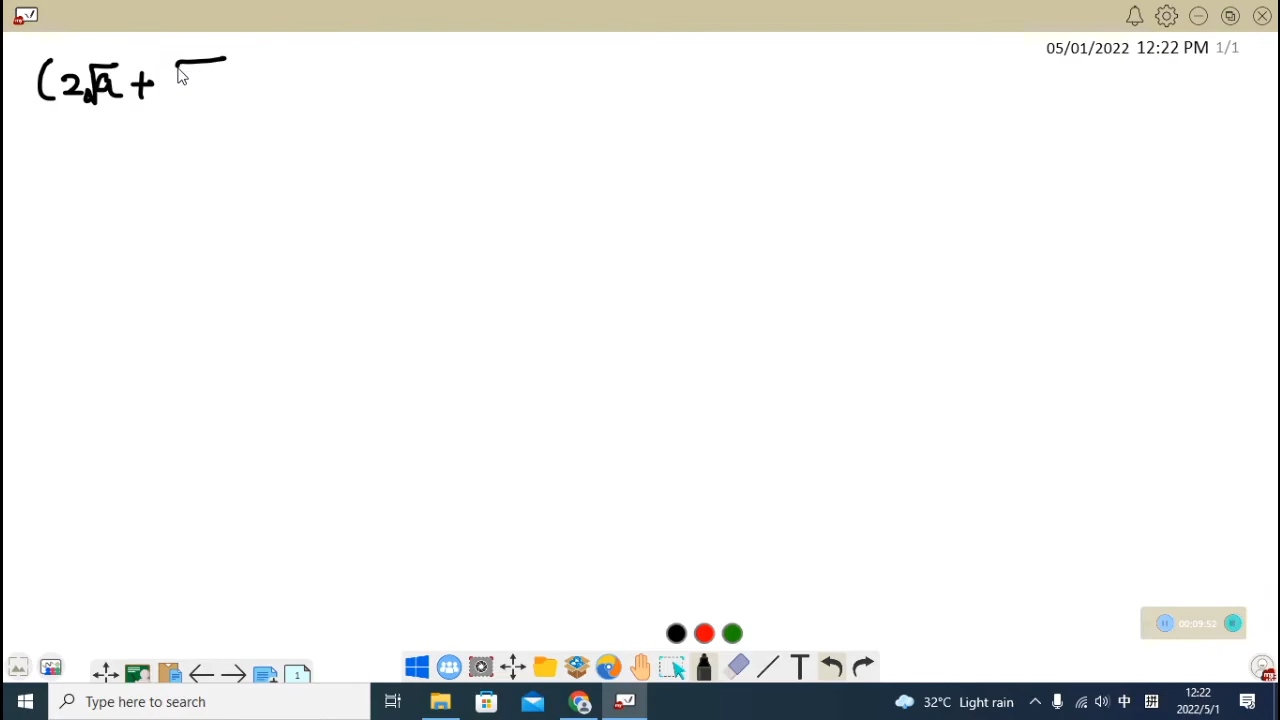 05/01/2022 12:22 PM 1/1
(2√a +
00:09:52
1
T
Type here to search
32°C Light rain
中
12:22
2022/5/1